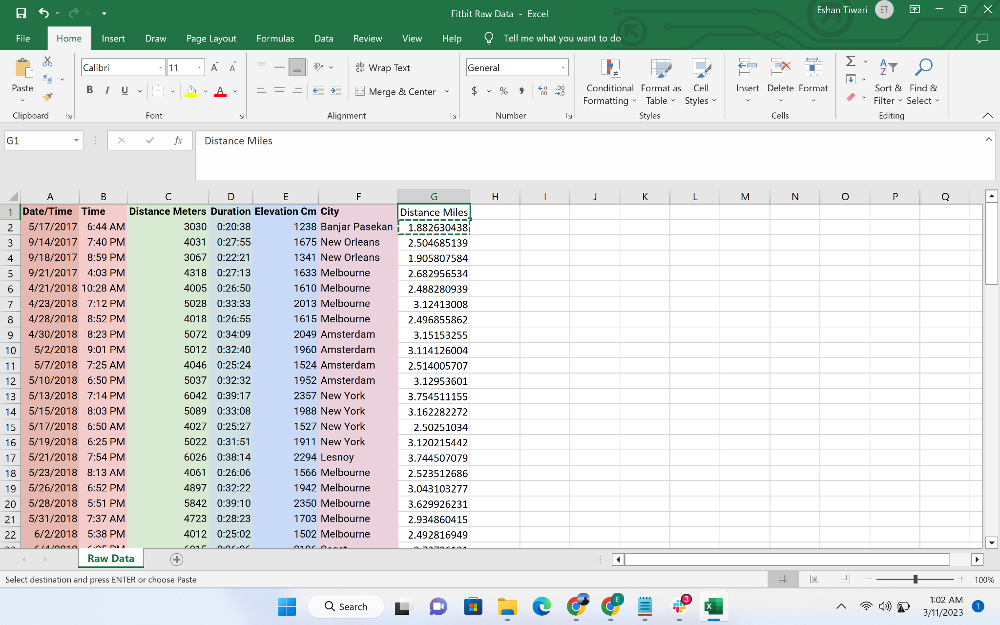 Fitbit Raw Data - Excel
Eshan Tiwari ET
File Home Insert Draw Page Layout Formulas Data Review View Help Tell me what you want to do
Calibri 11 A A ab Wrap Text General
Paste B I U A Merge & Center $ % Conditional Formatting Format as Table Cell Styles Insert Delete Format Sort & Filter Find & Select
Clipboard Font Alignment Number Styles Cells Editing
G1 fx Distance Miles
A B C D E F G H I J K L M N O P Q
1 Date/Time Time Distance Meters Duration Elevation Cm City Distance Miles
2 5/17/2017 6:44 AM 3030 0:20:38 1238 Banjar Pasekan 1.882630438
3 9/14/2017 7:40 PM 4031 0:27:55 1675 New Orleans 2.504685139
4 9/18/2017 8:59 PM 3067 0:22:21 1341 New Orleans 1.905807584
5 9/21/2017 4:03 PM 4318 0:27:13 1633 Melbourne 2.682956534
6 4/21/2018 10:28 AM 4005 0:26:50 1610 Melbourne 2.488280939
7 4/23/2018 7:12 PM 5028 0:33:33 2013 Melbourne 3.12413008
8 4/28/2018 8:52 PM 4018 0:26:55 1615 Melbourne 2.496855862
9 4/30/2018 8:23 PM 5072 0:34:09 2049 Amsterdam 3.15153255
10 5/2/2018 9:01 PM 5012 0:32:40 1960 Amsterdam 3.114126004
11 5/7/2018 7:25 AM 4046 0:25:24 1524 Amsterdam 2.514005707
12 5/10/2018 6:50 PM 5037 0:32:32 1952 Amsterdam 3.12953601
13 5/13/2018 7:14 PM 6042 0:39:17 2357 New York 3.754511155
14 5/15/2018 8:03 PM 5089 0:33:08 1988 New York 3.162282272
15 5/17/2018 6:50 AM 4027 0:25:27 1527 New York 2.50251034
16 5/19/2018 6:25 PM 5022 0:31:51 1911 New York 3.120215442
17 5/21/2018 7:54 PM 6026 0:38:14 2294 Lesnoy 3.744507079
18 5/23/2018 8:13 AM 4061 0:26:06 1566 Melbourne 2.523512686
19 5/26/2018 6:52 PM 4897 0:32:22 1942 Melbourne 3.043103277
20 5/28/2018 5:51 PM 5842 0:39:10 2350 Melbourne 3.629926231
21 5/31/2018 7:37 AM 4723 0:28:23 1703 Melbourne 2.934860415
22 6/2/2018 5:38 PM 4012 0:25:02 1502 Melbourne 2.492816949
Raw Data
Select destination and press ENTER or choose Paste 100%
Search E 3 1:02 AM 1
3/11/2023